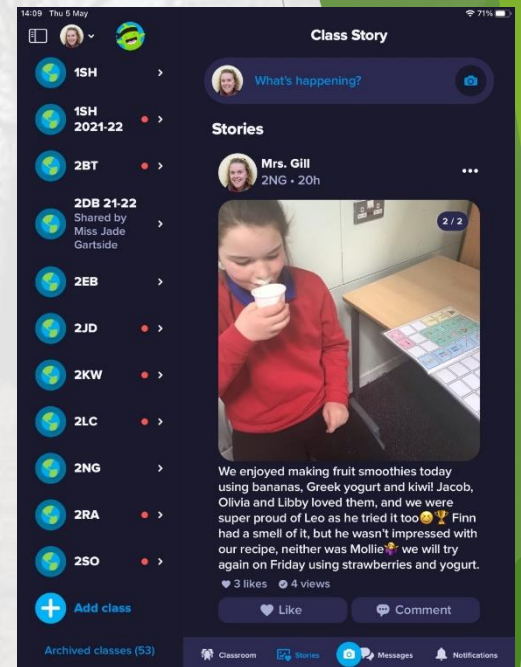 14:09 Thu 5 May
71%
1SH
1SH
2021-22
2BT
2DB 21-22
Shared by
Miss Jade
Gartside
2EB
2JD
2KW
2LC
2NG
2RA
2SO
Add class
Archived classes (53)
Class Story
What's happening?
Stories
Mrs. Gill
2NG • 20h
2 / 2
We enjoyed making fruit smoothies today
using bananas, Greek yogurt and kiwi! Jacob,
Olivia and Libby loved them, and we were
super proud of Leo as he tried it too😊🏆 Finn
had a smell of it, but he wasn't impressed with
our recipe, neither was Mollie🤷‍♀️ we will try
again on Friday using strawberries and yogurt.
3 likes 4 views
Like Comment
Classroom Stories Messages Notifications